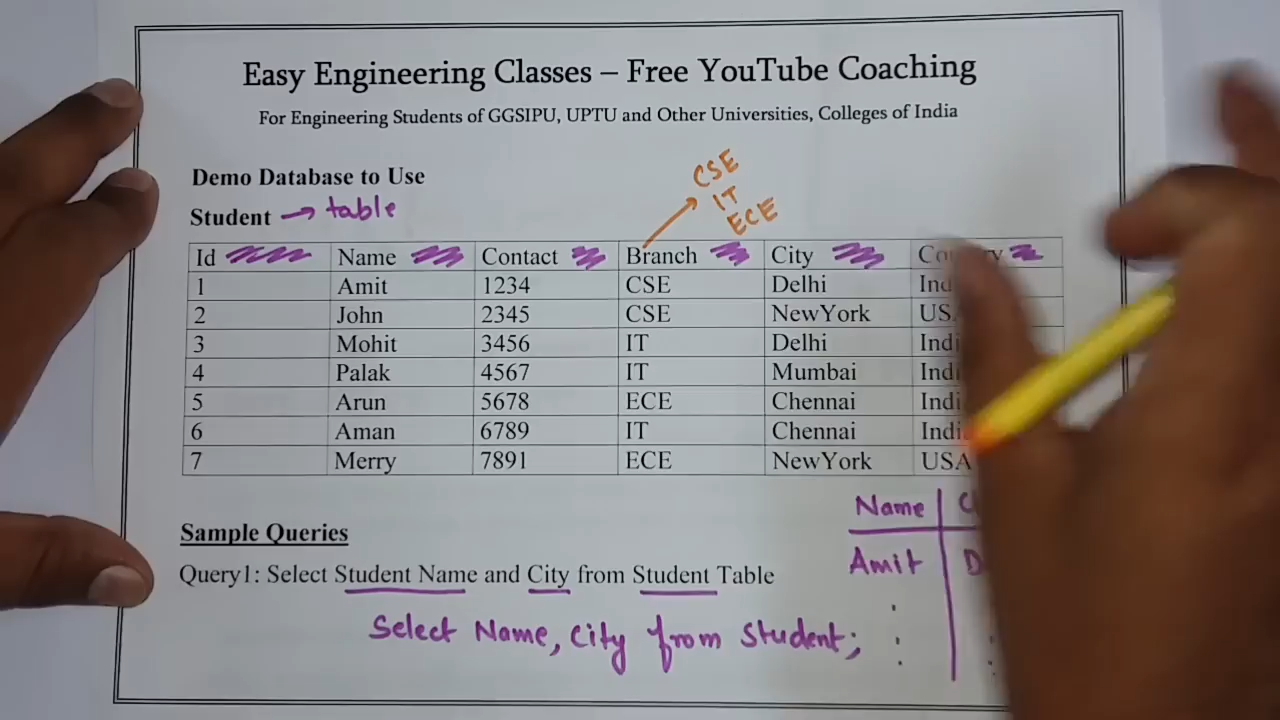 Easy Engineering Classes – Free YouTube Coaching
For Engineering Students of GGSIPU, UPTU and Other Universities, Colleges of India
CSE
IT
ECE
Demo Database to Use
Student → table
Id Name Contact Branch City
1 Amit 1234 CSE Delhi
2 John 2345 CSE NewYork
3 Mohit 3456 IT Delhi
4 Palak 4567 IT Mumbai
5 Arun 5678 ECE Chennai
6 Aman 6789 IT Chennai
7 Merry 7891 ECE NewYork USA
Name
Amit
Sample Queries
Query1: Select Student Name and City from Student Table
Select Name, City from Student;